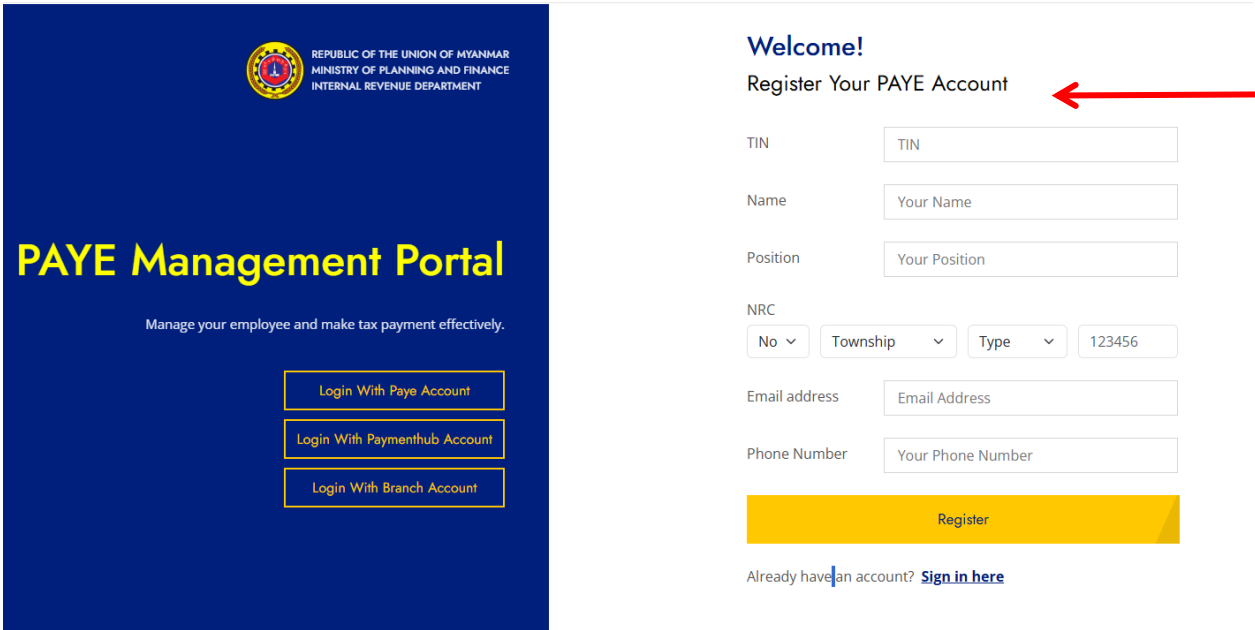 REPUBLIC OF THE UNION OF MYANMAR
MINISTRY OF PLANNING AND FINANCE
INTERNAL REVENUE DEPARTMENT
PAYE Management Portal
Manage your employee and make tax payment effectively.
Login With Paye Account
Login With Paymenthub Account
Login With Branch Account
Welcome!
Register Your PAYE Account
TIN TIN
Name Your Name
Position Your Position
NRC
No Township Type 123456
Email address Email Address
Phone Number Your Phone Number
Register
Already have an account? Sign in here